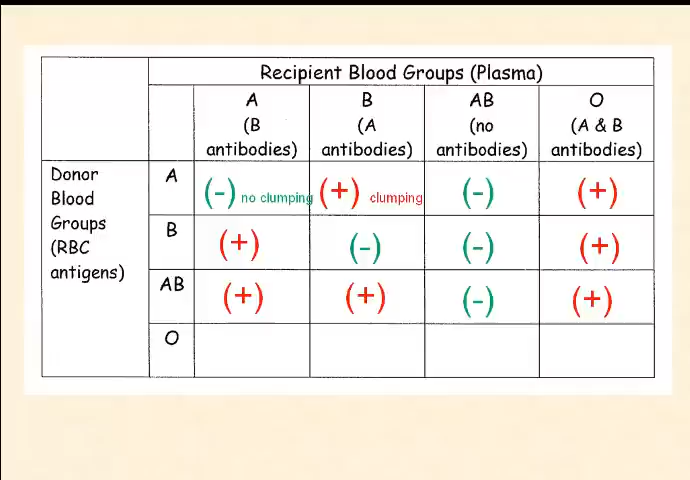 Recipient Blood Groups (Plasma)
A
(B
antibodies)
B
(A
antibodies)
AB
(no
antibodies)
O
(A & B
antibodies)
Donor
Blood
Groups
(RBC
antigens)
A
(-) no clumping
(+) clumping
(-)
(+)
B
(+)
(-)
(-)
(+)
AB
(+)
(+)
(-)
(+)
O